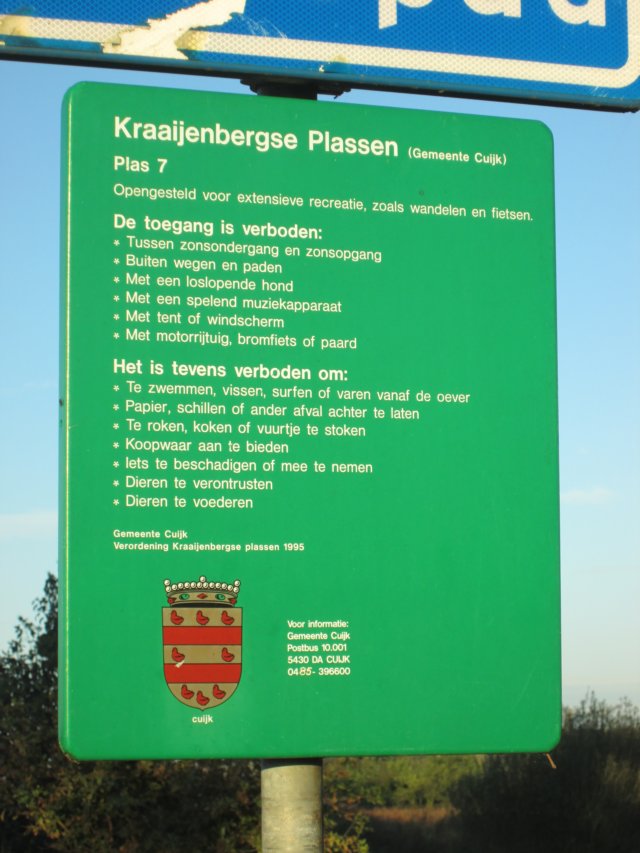 Kraaijenbergse Plassen (Gemeente Cuijk)
Plas 7
Opengesteld voor extensieve recreatie, zoals wandelen en fietsen.
De toegang is verboden:
* Tussen zonsondergang en zonsopgang
* Buiten wegen en paden
* Met een loslopende hond
* Met een spelend muziekapparaat
* Met tent of windscherm
* Met motorrijtuig, bromfiets of paard
Het is tevens verboden om:
* Te zwemmen, vissen, surfen of varen vanaf de oever
* Papier, schillen of ander afval achter te laten
* Te roken, koken of vuurtje te stoken
* Koopwaar aan te bieden
* Iets te beschadigen of mee te nemen
* Dieren te verontrusten
* Dieren te voederen
Gemeente Cuijk
Verordening Kraaijenbergse plassen 1995
Voor informatie:
Gemeente Cuijk
Postbus 10.001
5430 DA CUIJK
0485-396600
cuijk